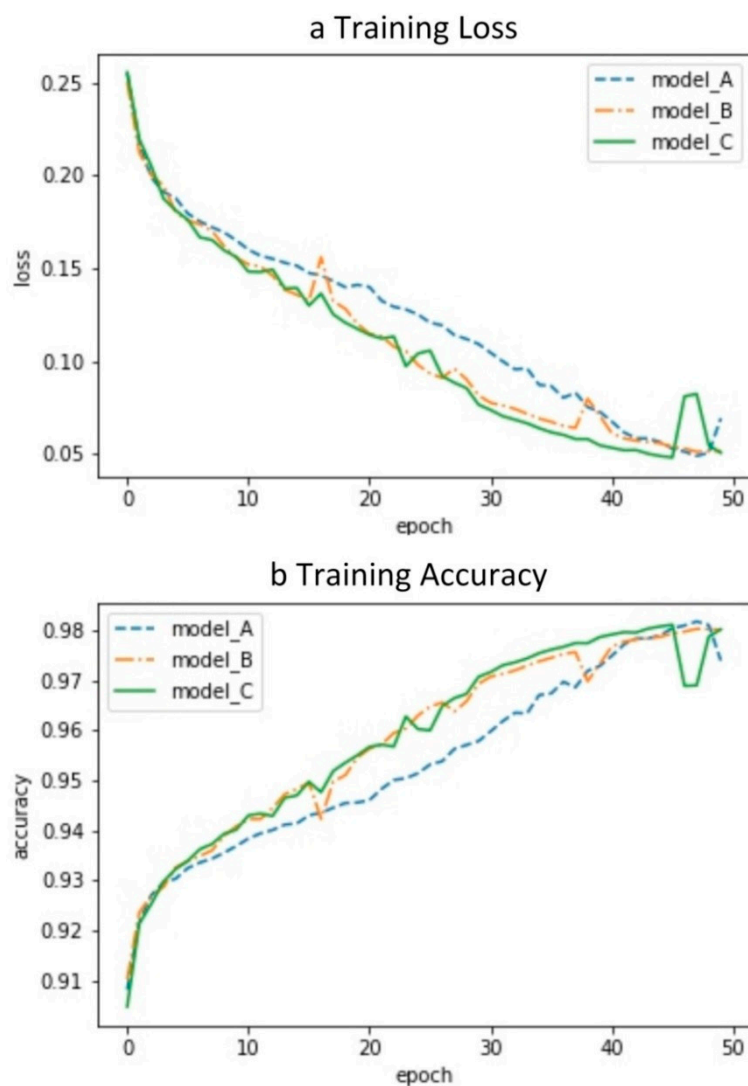 a Training Loss
model_A
model_B
model_C
0.25
0.20
0.15
0.10
0.05
loss
0 10 20 30 40 50
epoch
b Training Accuracy
model_A
model_B
model_C
0.98
0.97
0.96
0.95
0.94
0.93
0.92
0.91
accuracy
0 10 20 30 40 50
epoch